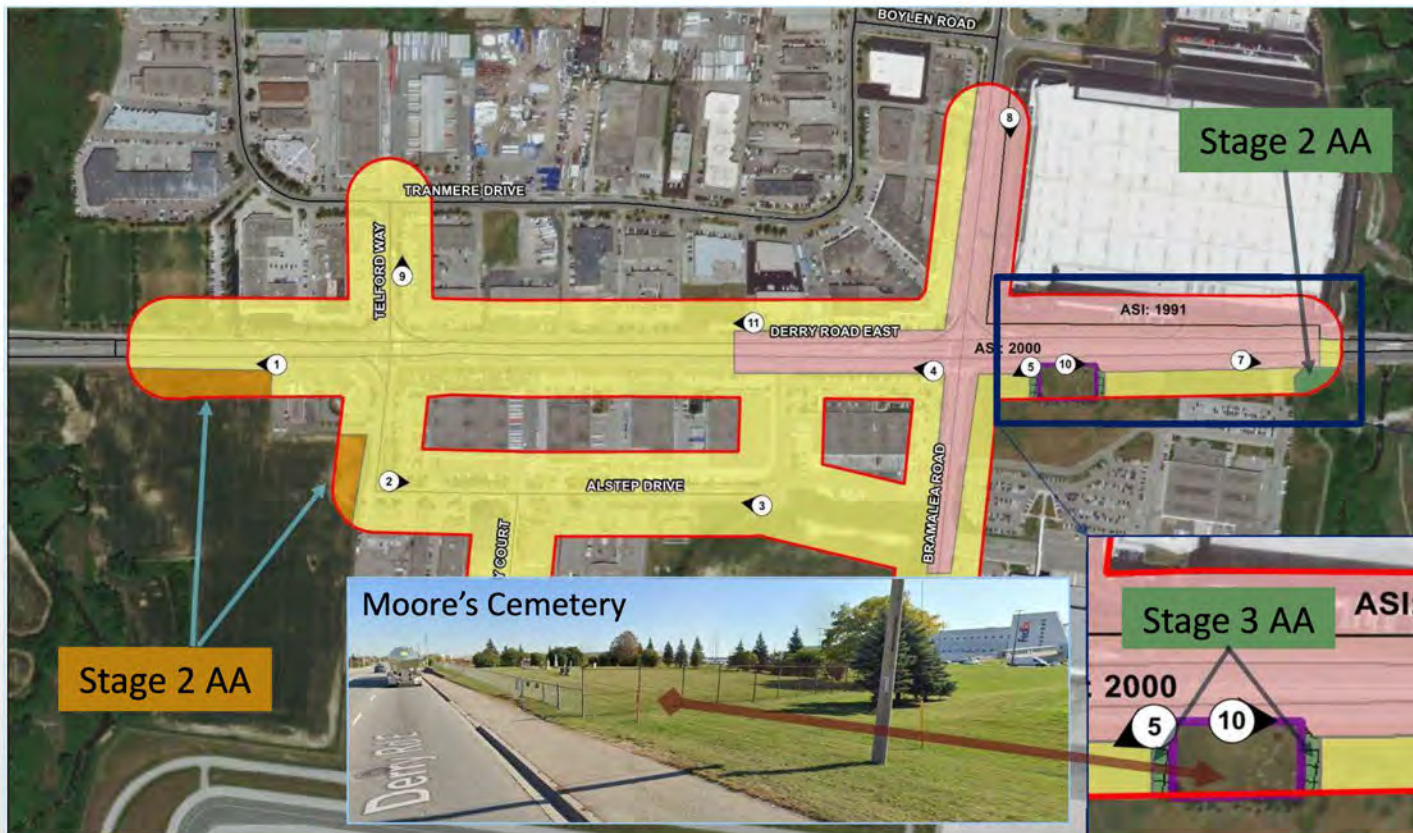 BOYLEN ROAD
8
Stage 2 AA
TRANMERE DRIVE
TELFORD WAY
9
ASI: 1991
11
DERRY ROAD EAST
ASI: 2000
1
4
5
10
7
2
ALSTEP DRIVE
3
BRAMALEA ROAD
Y COURT
Stage 2 AA
Moore's Cemetery
FedEx
Derry Rd E
ASI:
Stage 3 AA
: 2000
5
10